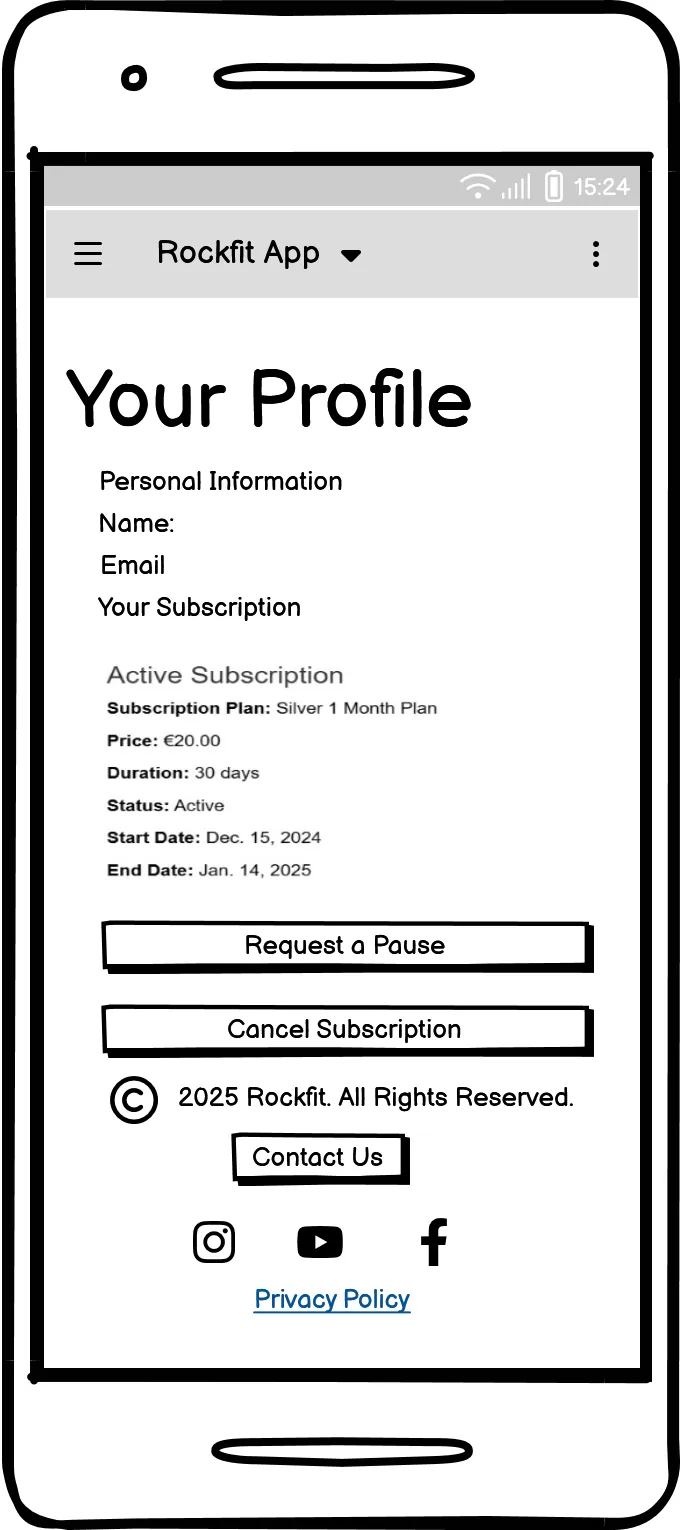 15:24
Rockfit App
Your Profile
Personal Information
Name:
Email
Your Subscription
Active Subscription
Subscription Plan: Silver 1 Month Plan
Price: €20.00
Duration: 30 days
Status: Active
Start Date: Dec. 15, 2024
End Date: Jan. 14, 2025
Request a Pause
Cancel Subscription
© 2025 Rockfit. All Rights Reserved.
Contact Us
Privacy Policy